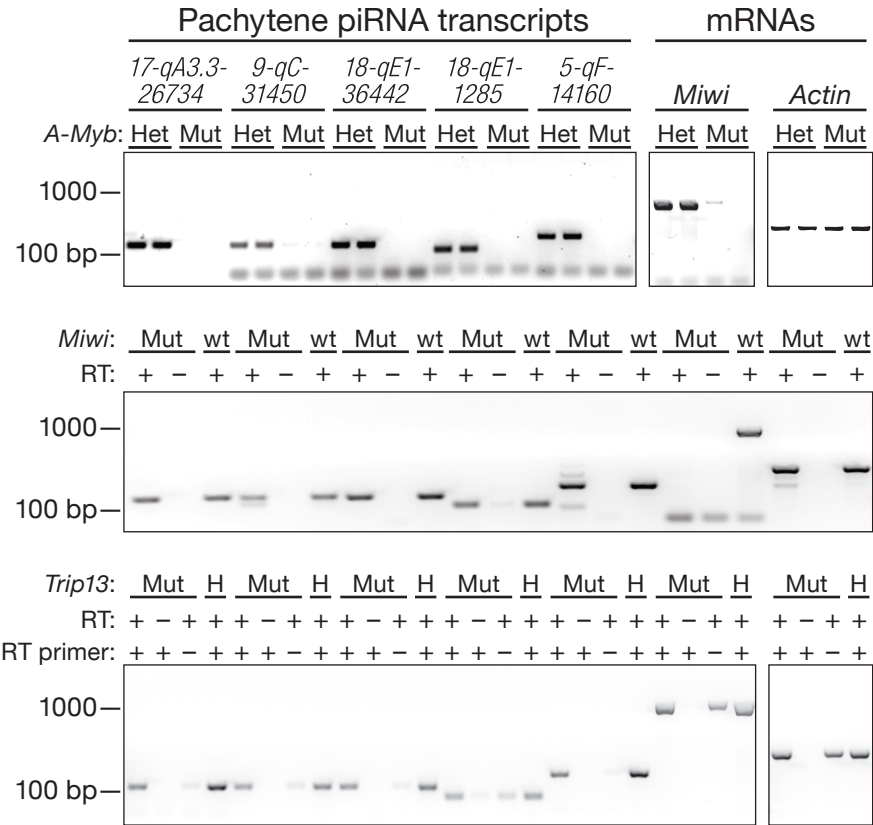 Pachytene piRNA transcripts mRNAs
17-qA3.3-26734 9-qC-31450 18-qE1-36442 18-qE1-1285 5-qF-14160 Miwi Actin
A-Myb: Het Mut Het Mut Het Mut Het Mut Het Mut Het Mut Het Mut
1000
100 bp
Miwi: Mut wt Mut wt Mut wt Mut wt Mut wt Mut wt Mut wt
RT: + − + + − + + − + + − + + − + + − + + − +
1000
100 bp
Trip13: Mut H Mut H Mut H Mut H Mut H Mut H Mut H
RT: + − + + + − + + + − + + + − + + + − + + + − + + + − + +
RT primer: + + − + + + − + + + − + + + − + + + − + + + − + + + − +
1000
100 bp